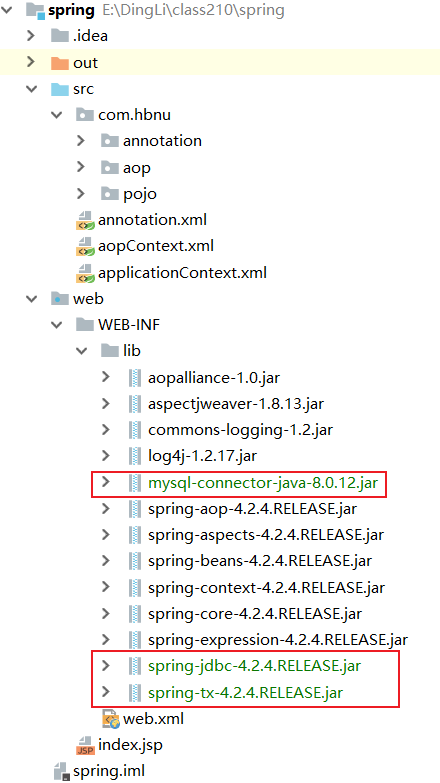 spring E:\DingLi\class210\spring
.idea
out
src
com.hbnu
annotation
aop
pojo
annotation.xml
aopContext.xml
applicationContext.xml
web
WEB-INF
lib
aopalliance-1.0.jar
aspectjweaver-1.8.13.jar
commons-logging-1.2.jar
log4j-1.2.17.jar
mysql-connector-java-8.0.12.jar
spring-aop-4.2.4.RELEASE.jar
spring-aspects-4.2.4.RELEASE.jar
spring-beans-4.2.4.RELEASE.jar
spring-context-4.2.4.RELEASE.jar
spring-core-4.2.4.RELEASE.jar
spring-expression-4.2.4.RELEASE.jar
spring-jdbc-4.2.4.RELEASE.jar
spring-tx-4.2.4.RELEASE.jar
web.xml
JSP index.jsp
spring.iml